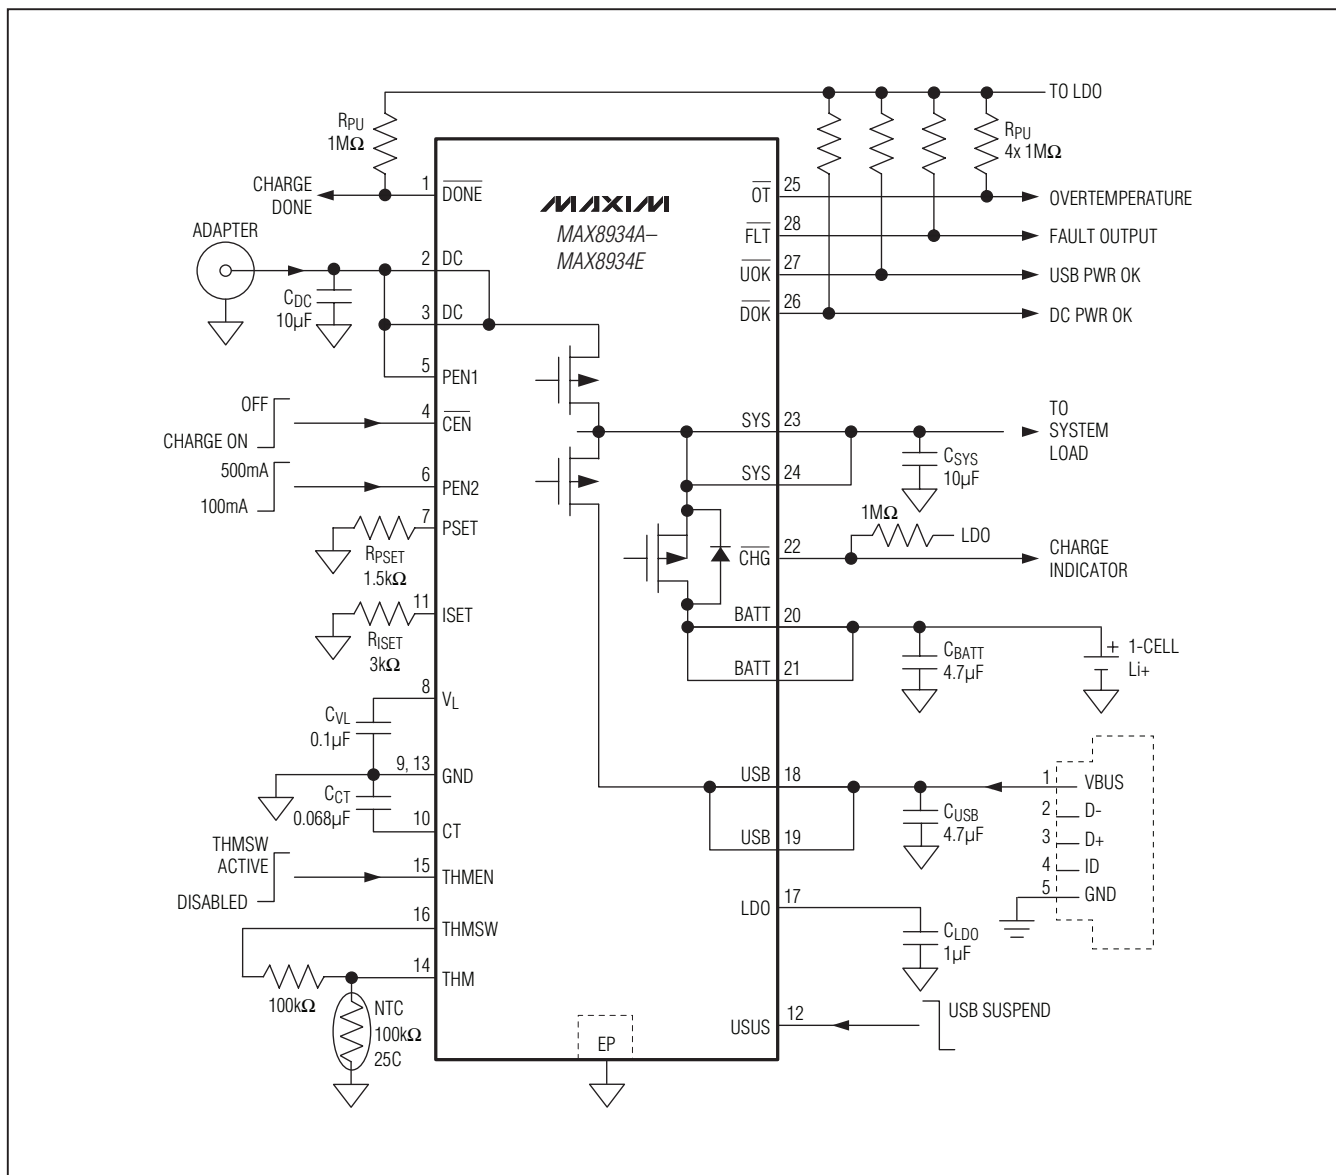 TO LDO
RPU
1MΩ
RPU
4x 1MΩ
CHARGE
DONE
1
DONE
MAXIM
MAX8934A–
MAX8934E
OT
25
OVERTEMPERATURE
FLT
28
FAULT OUTPUT
UOK
27
USB PWR OK
DOK
26
DC PWR OK
ADAPTER
2
DC
CDC
10µF
3
DC
5
PEN1
OFF
CHARGE ON
4
CEN
500mA
100mA
6
PEN2
7
PSET
RPSET
1.5kΩ
11
ISET
RISET
3kΩ
8
VL
CVL
0.1µF
9, 13
GND
CCT
0.068µF
10
CT
THMSW
ACTIVE
DISABLED
15
THMEN
16
THMSW
100kΩ
14
THM
NTC
100kΩ
25C
EP
SYS
23
TO
SYSTEM
LOAD
SYS
24
CSYS
10µF
1MΩ
LDO
CHG
22
CHARGE
INDICATOR
BATT
20
BATT
21
CBATT
4.7µF
+
1-CELL
Li+
USB
18
USB
19
CUSB
4.7µF
1
VBUS
2
D-
3
D+
4
ID
5
GND
LDO
17
CLDO
1µF
USUS
12
USB SUSPEND